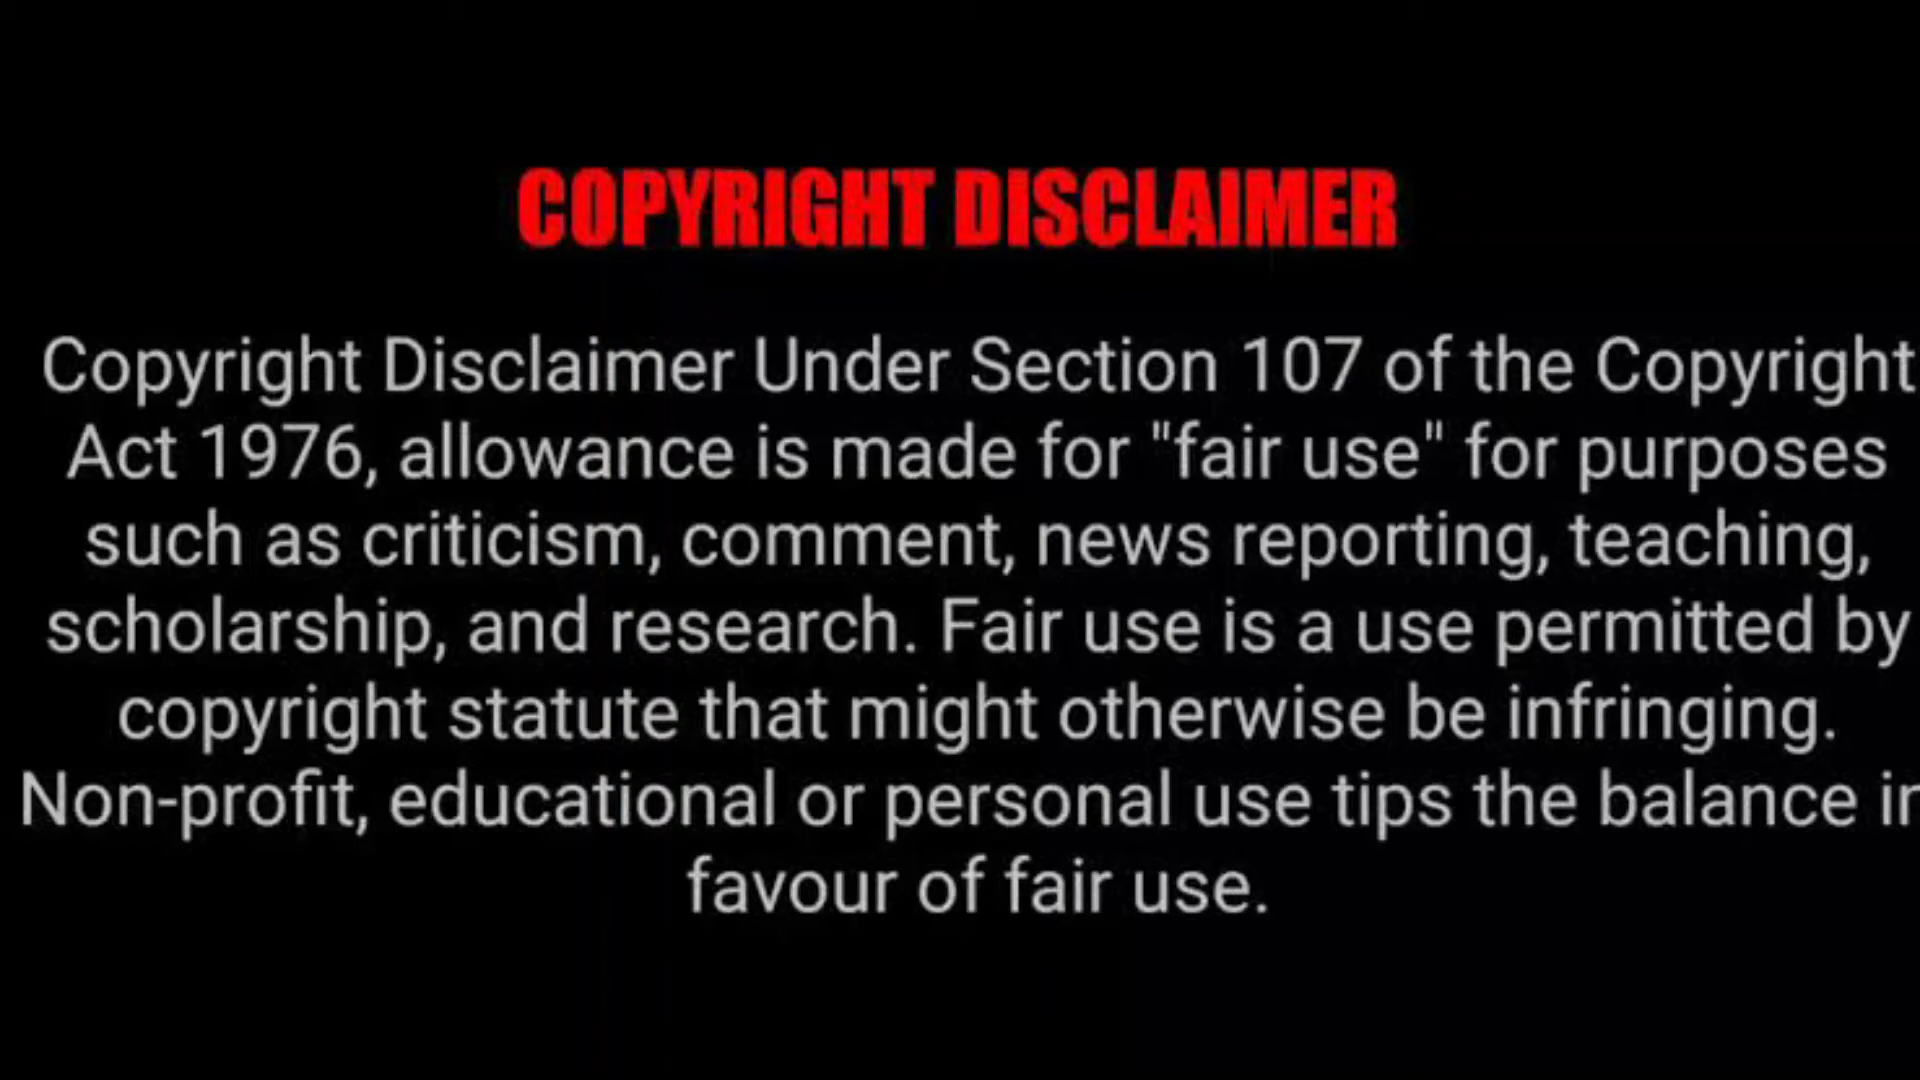 COPYRIGHT DISCLAIMER
Copyright Disclaimer Under Section 107 of the Copyright
Act 1976, allowance is made for "fair use" for purposes
such as criticism, comment, news reporting, teaching,
scholarship, and research. Fair use is a use permitted by
copyright statute that might otherwise be infringing.
Non-profit, educational or personal use tips the balance in
favour of fair use.